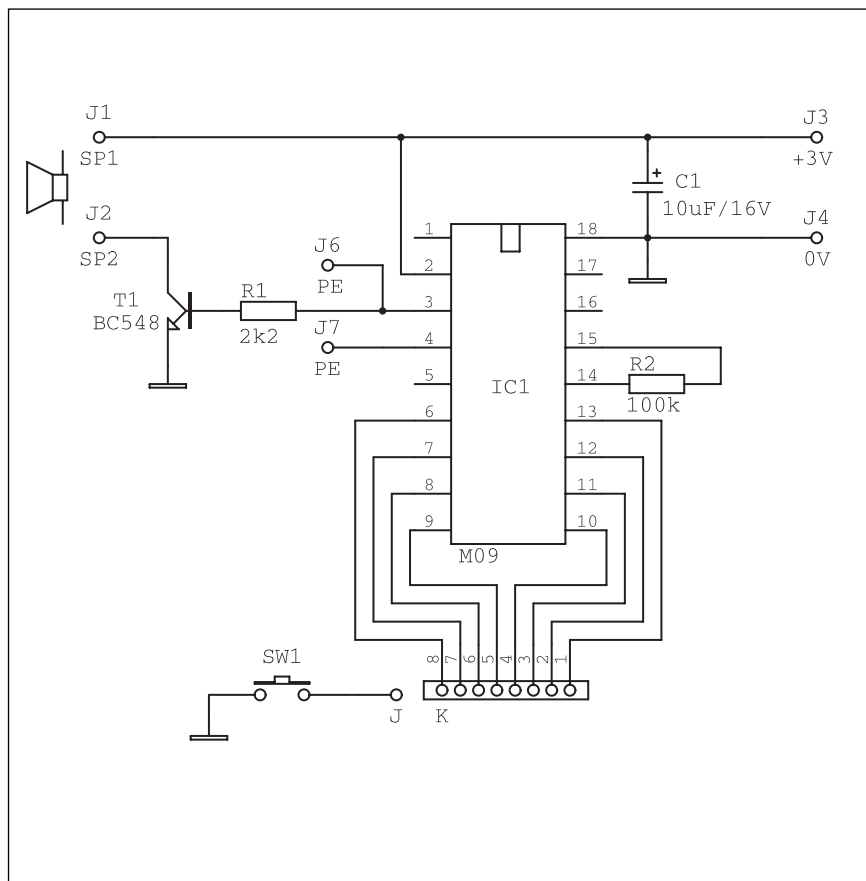 J1
SP1
J3
+3V
C1
10uF/16V
J2
SP2
J4
0V
J6
PE
T1
BC548
R1
2k2
J7
PE
1
2
3
4
5
6
7
8
9
18
17
16
15
14
13
12
11
10
IC1
M09
R2
100k
SW1
J
K
8
7
6
5
4
3
2
1